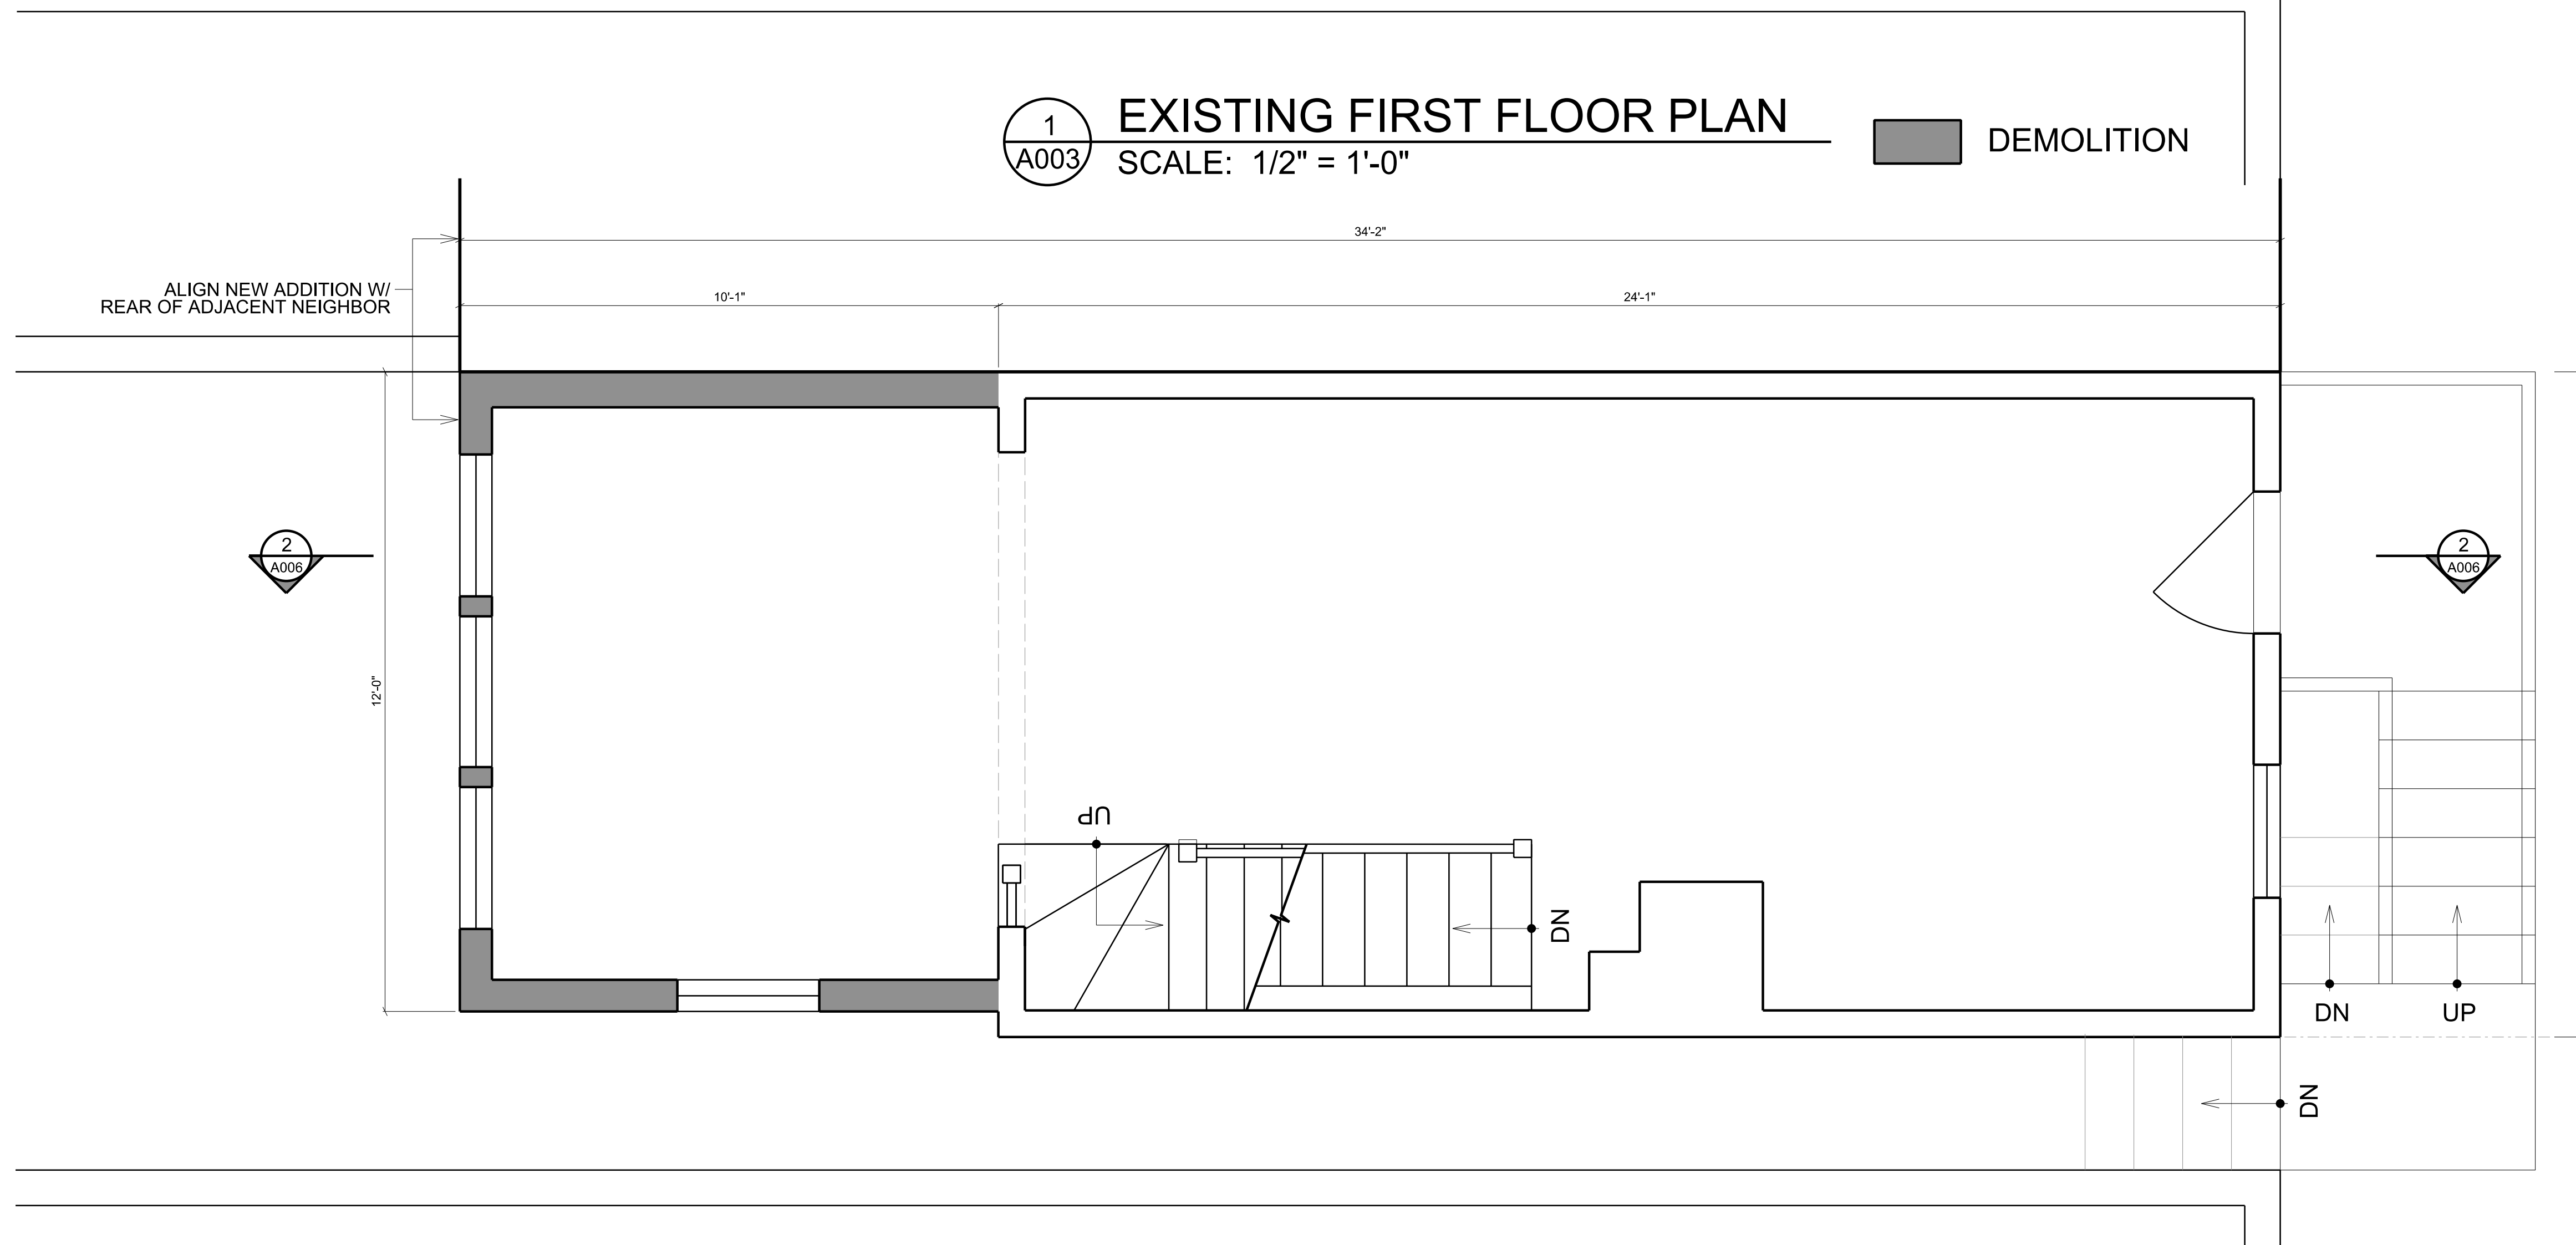 1
A003
EXISTING FIRST FLOOR PLAN
SCALE: 1/2" = 1'-0"
DEMOLITION
34'-2"
ALIGN NEW ADDITION W/
REAR OF ADJACENT NEIGHBOR
10'-1"
24'-1"
2
A006
2
A006
12'-0"
UP
DN
DN
UP
DN